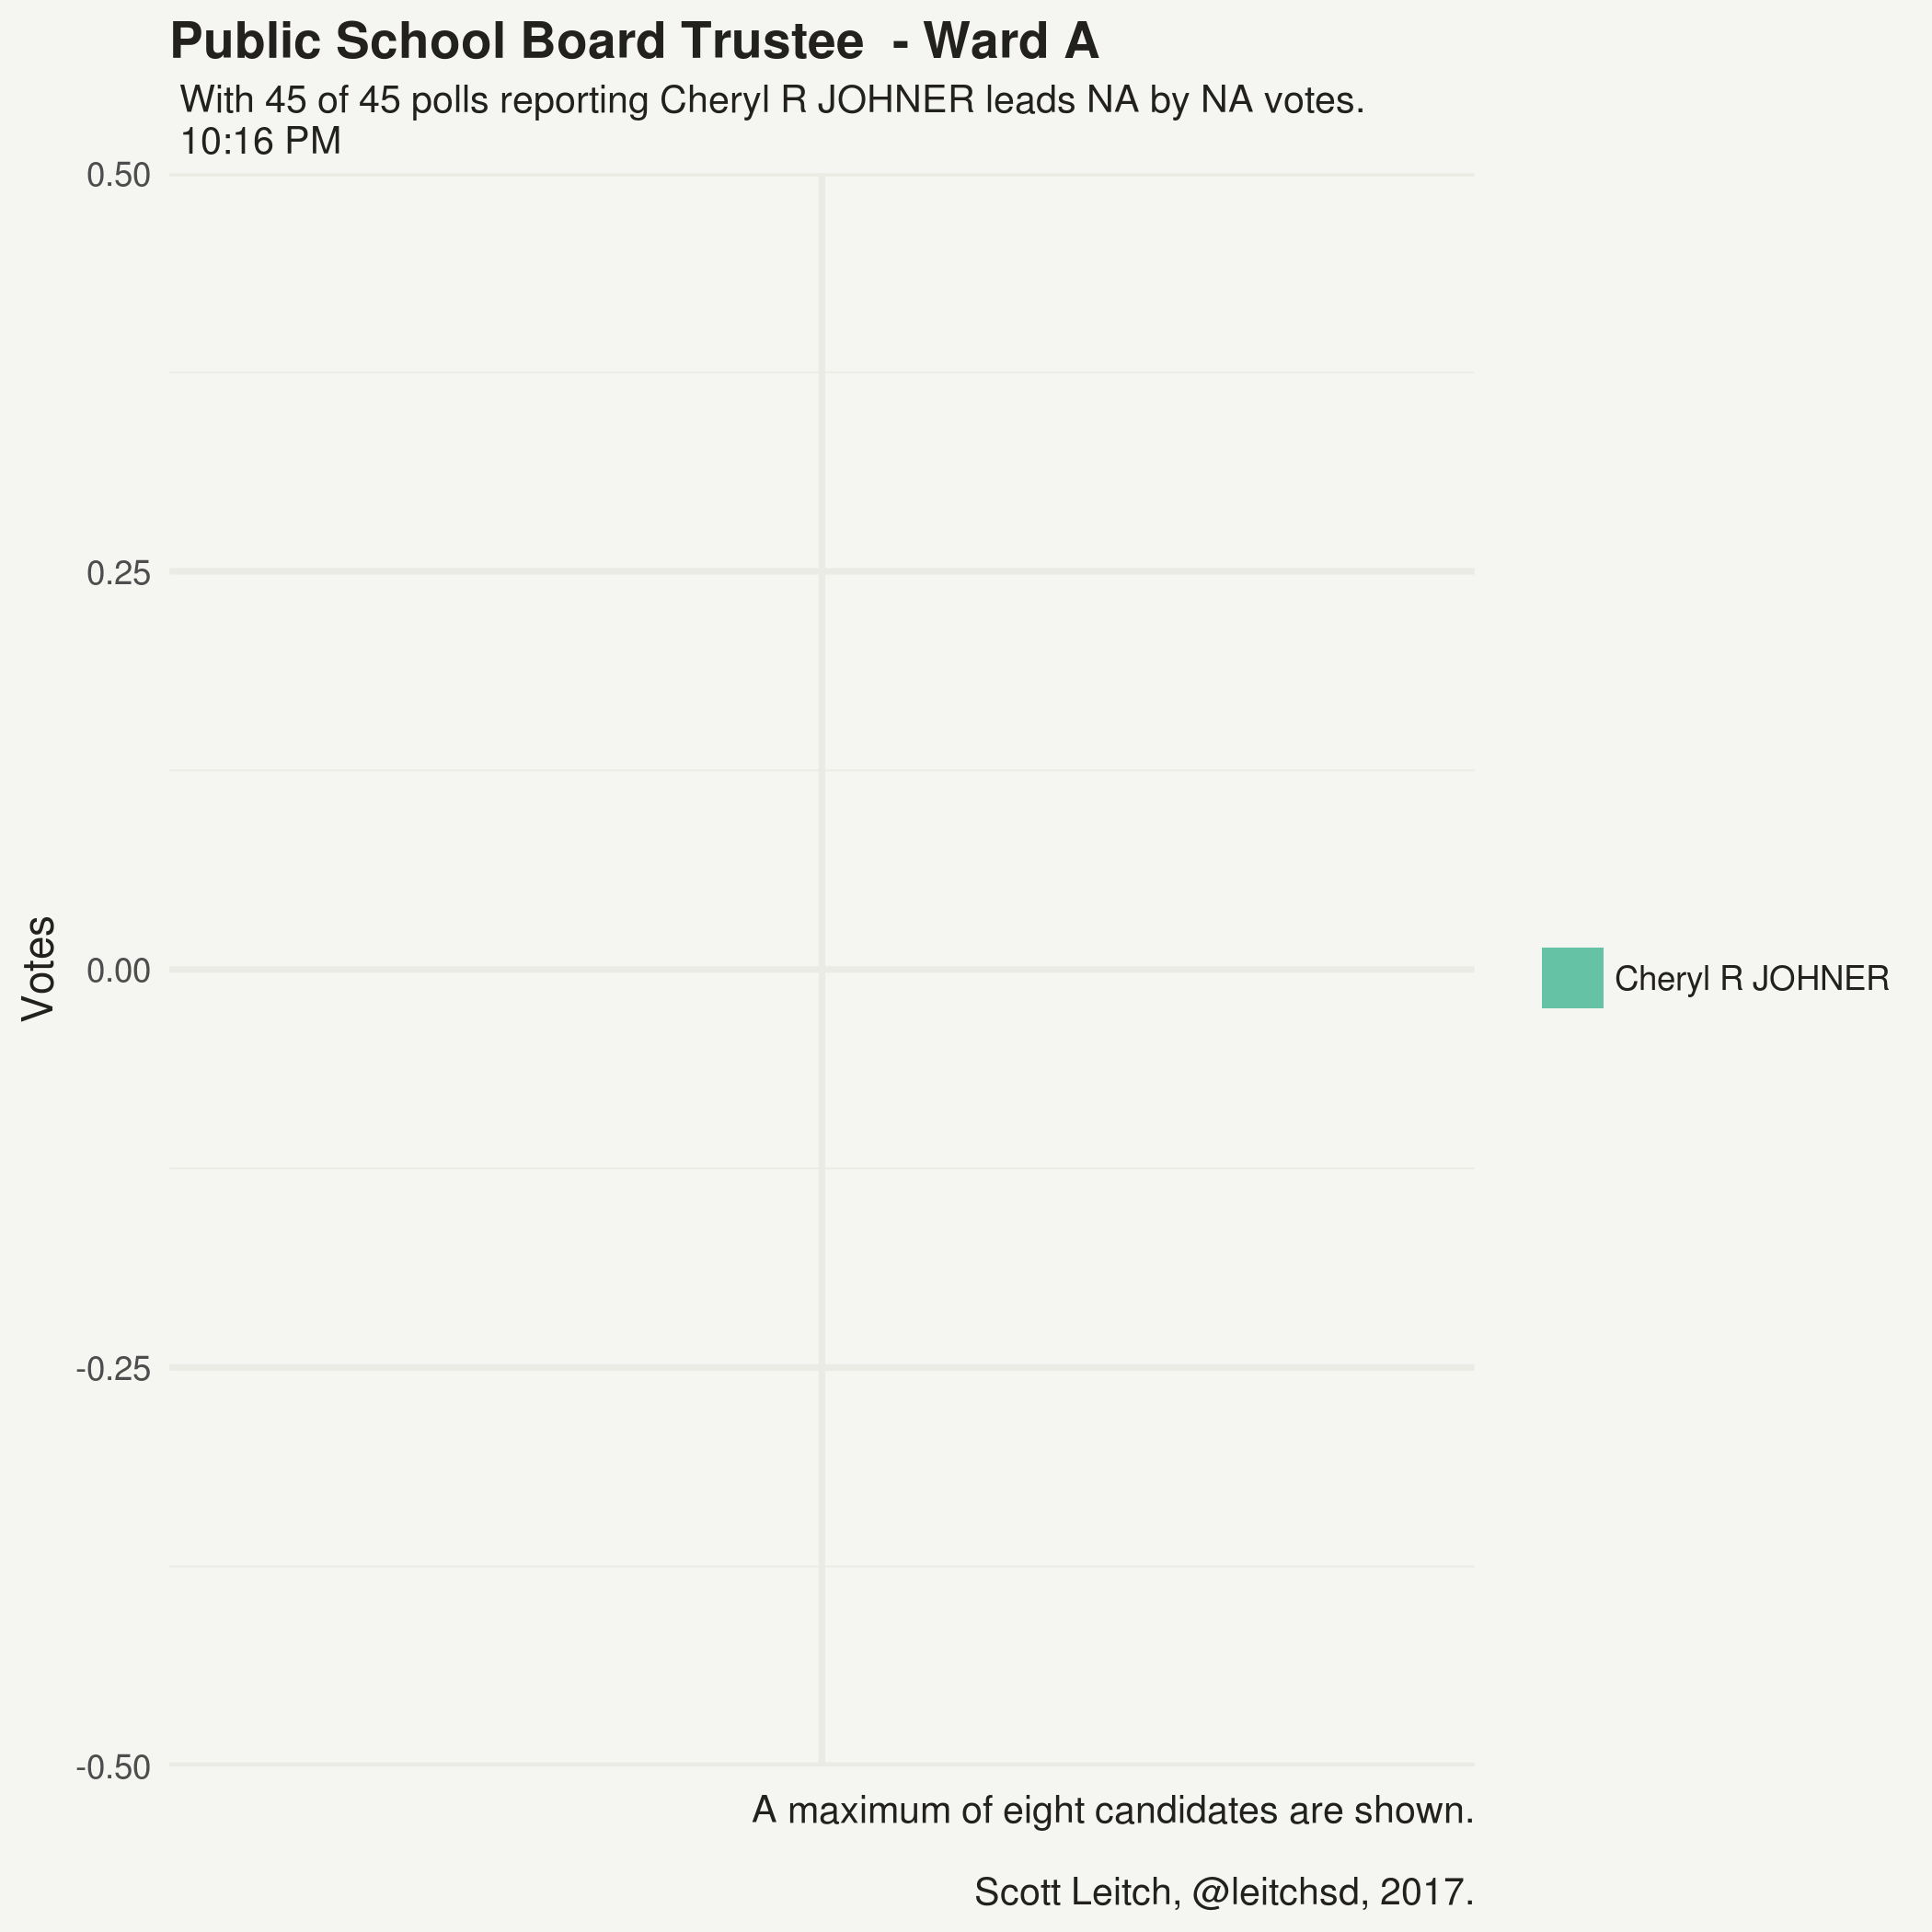 Public School Board Trustee  - Ward A
With 45 of 45 polls reporting Cheryl R JOHNER leads NA by NA votes.
10:16 PM
0.50
0.25
0.00
-0.25
-0.50
Votes
Cheryl R JOHNER
A maximum of eight candidates are shown.
Scott Leitch, @leitchsd, 2017.